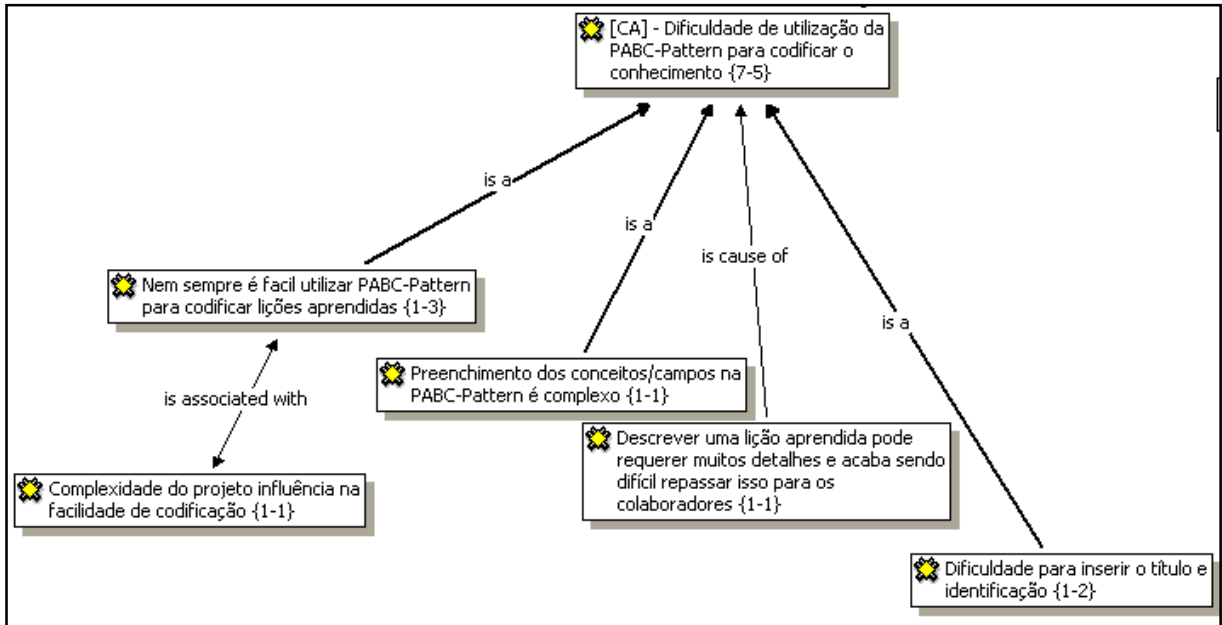 [CA] - Dificuldade de utilização da
PABC-Pattern para codificar o
conhecimento {7-5}
is a
is a
is cause of
is a
Nem sempre é facil utilizar PABC-Pattern
para codificar lições aprendidas {1-3}
Preenchimento dos conceitos/campos na
PABC-Pattern é complexo {1-1}
is associated with
Descrever uma lição aprendida pode
requerer muitos detalhes e acaba sendo
difícil repassar isso para os
colaboradores {1-1}
Complexidade do projeto influência na
facilidade de codificação {1-1}
Dificuldade para inserir o título e
identificação {1-2}